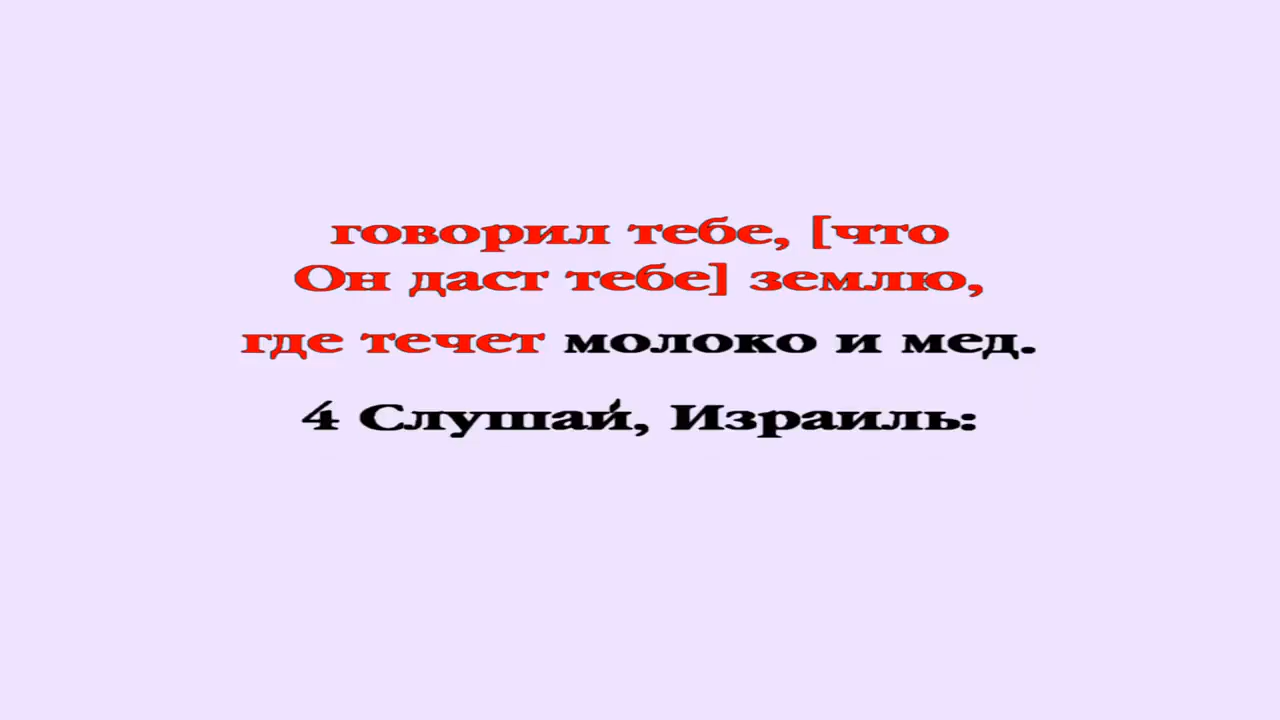 говорил тебе, [что
Он даст тебе] землю,
где течет молоко и мед.
4 Слушай, Израиль: